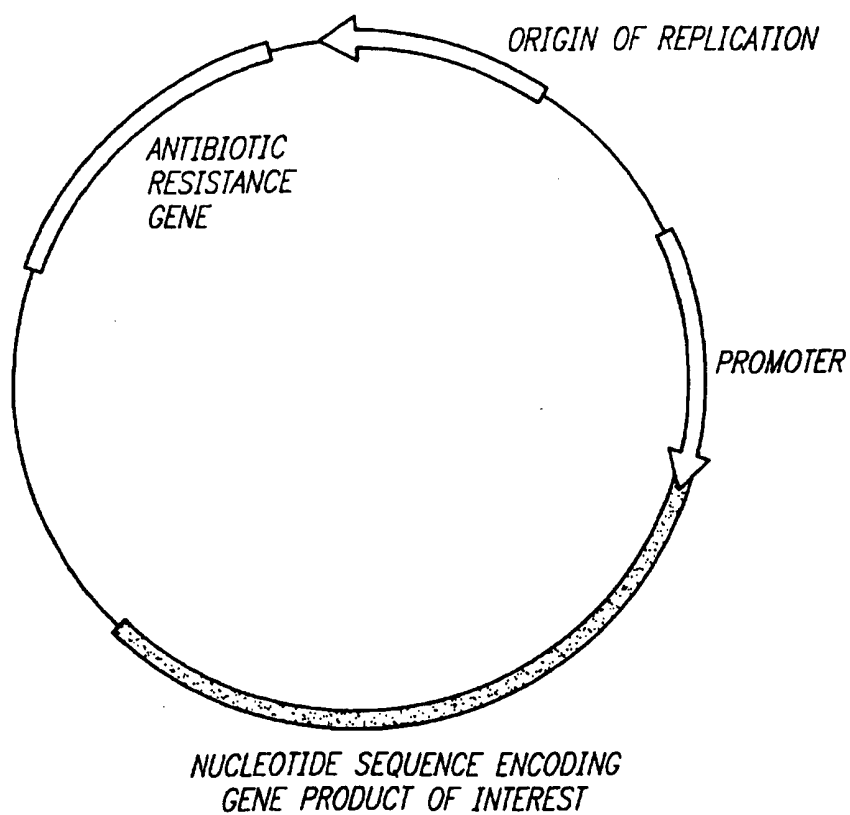 ORIGIN OF REPLICATION
ANTIBIOTIC
RESISTANCE
GENE
PROMOTER
NUCLEOTIDE SEQUENCE ENCODING
GENE PRODUCT OF INTEREST